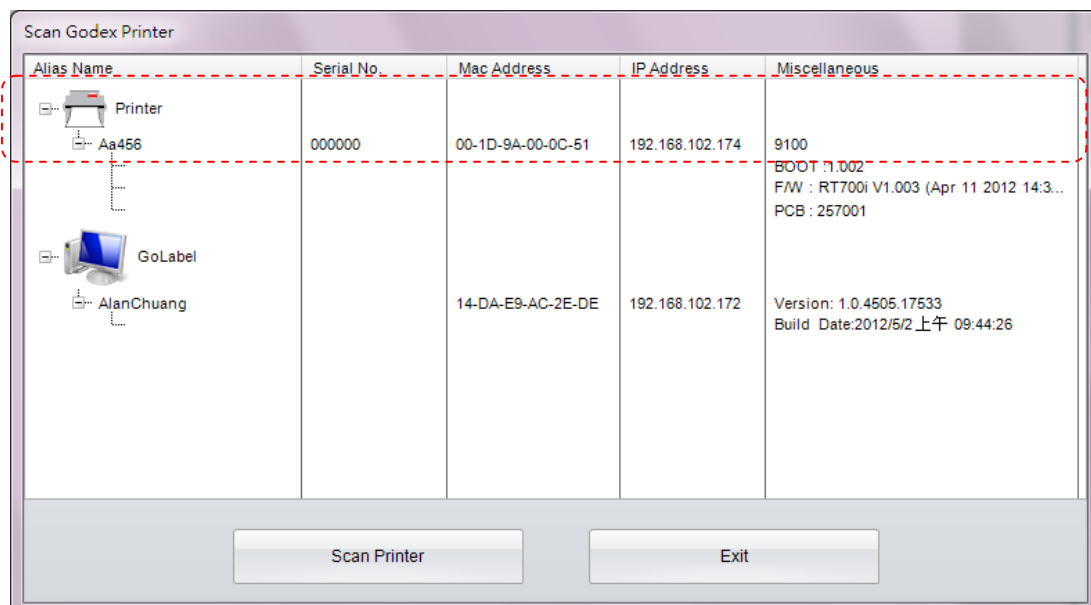 Scan Godex Printer
Alias Name Serial No. Mac Address IP Address Miscellaneous
Printer
Aa456 000000 00-1D-9A-00-0C-51 192.168.102.174 9100
BOOT :1.002
F/W : RT700i V1.003 (Apr 11 2012 14:3...
PCB : 257001
GoLabel
AlanChuang 14-DA-E9-AC-2E-DE 192.168.102.172 Version: 1.0.4505.17533
Build Date:2012/5/2 上午 09:44:26
Scan Printer Exit